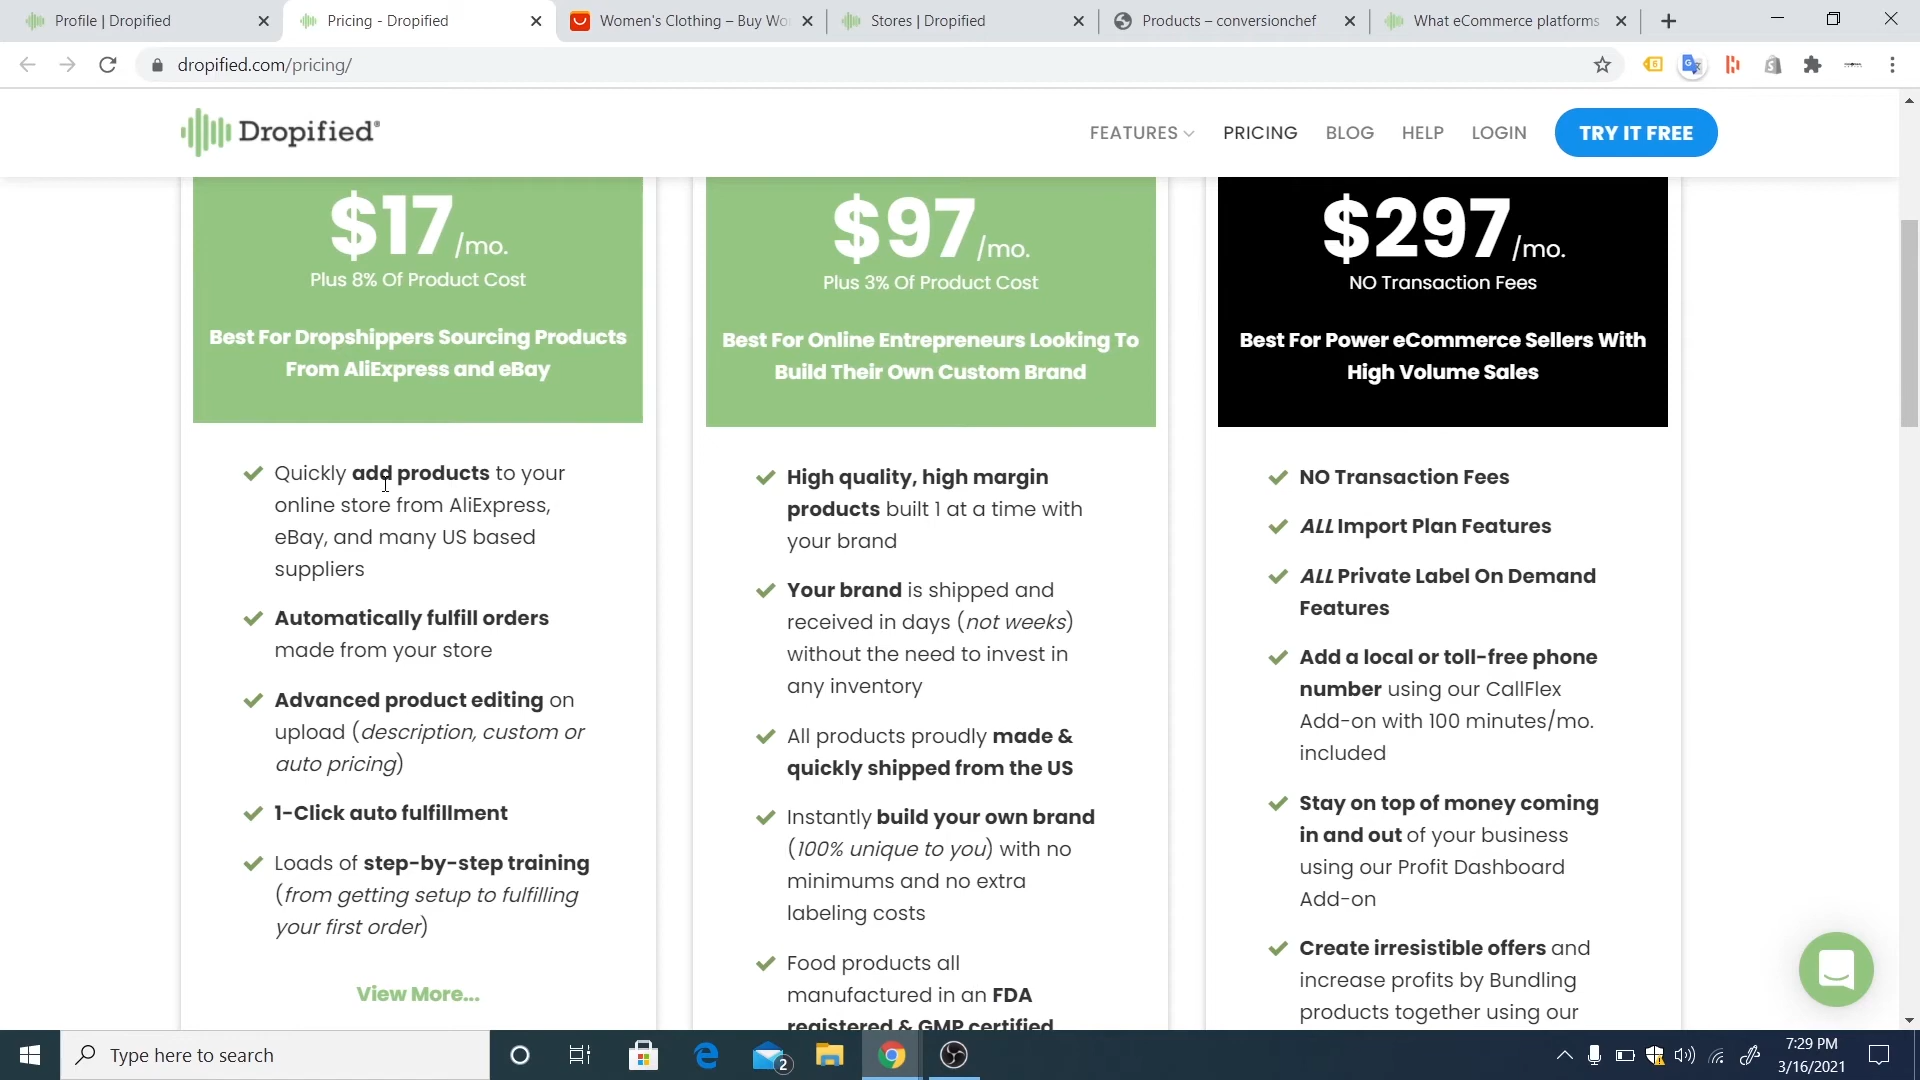 Profile | Dropified
Pricing - Dropified
Women's Clothing – Buy Wo
Stores | Dropified
Products – conversionchef
What eCommerce platforms
dropified.com/pricing/
Dropified®
FEATURES
PRICING
BLOG
HELP
LOGIN
TRY IT FREE
$17/mo.
Plus 8% Of Product Cost
Best For Dropshippers Sourcing Products
From AliExpress and eBay
Quickly add products to your
online store from AliExpress,
eBay, and many US based
suppliers
Automatically fulfill orders
made from your store
Advanced product editing on
upload (description, custom or
auto pricing)
1-Click auto fulfillment
Loads of step-by-step training
(from getting setup to fulfilling
your first order)
View More...
$97/mo.
Plus 3% Of Product Cost
Best For Online Entrepreneurs Looking To
Build Their Own Custom Brand
High quality, high margin
products built 1 at a time with
your brand
Your brand is shipped and
received in days (not weeks)
without the need to invest in
any inventory
All products proudly made &
quickly shipped from the US
Instantly build your own brand
(100% unique to you) with no
minimums and no extra
labeling costs
Food products all
manufactured in an FDA
registered & GMP certified
$297/mo.
NO Transaction Fees
Best For Power eCommerce Sellers With
High Volume Sales
NO Transaction Fees
ALL Import Plan Features
ALL Private Label On Demand
Features
Add a local or toll-free phone
number using our CallFlex
Add-on with 100 minutes/mo.
included
Stay on top of money coming
in and out of your business
using our Profit Dashboard
Add-on
Create irresistible offers and
increase profits by Bundling
products together using our
Type here to search
2
7:29 PM
3/16/2021